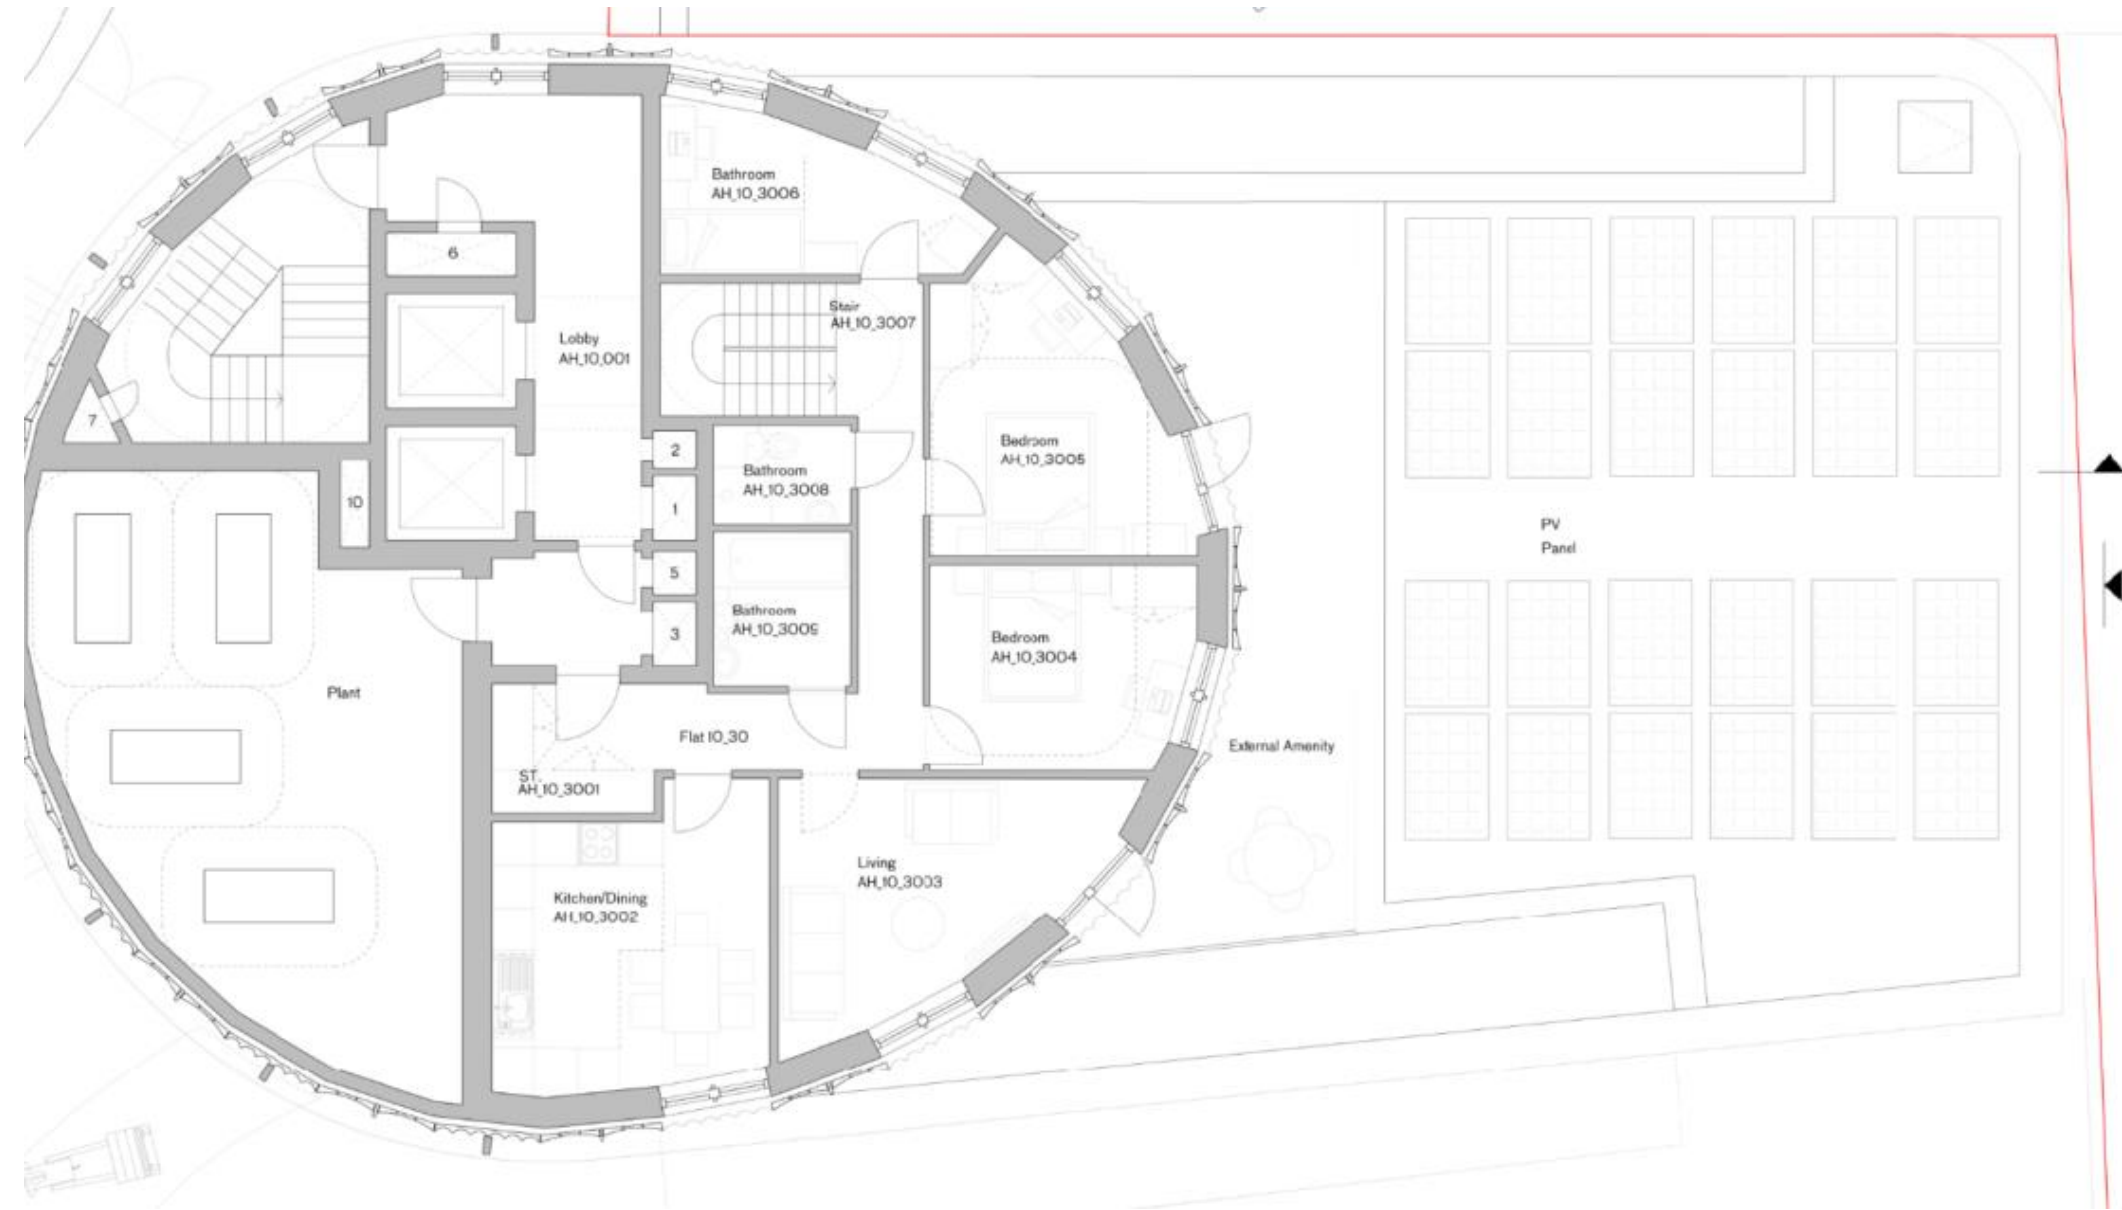 Bathroom
AH_10_3006
6
Stair
AH_10_3007
Lobby
AH_10_001
7
2
Bedroom
AH_10_3005
Bathroom
AH_10_3008
10
1
PV
Panel
5
Bathroom
AH_10_3009
3
Bedroom
AH_10_3004
Plant
Flat 10_30
External Amenity
ST.
AH_10_3001
Living
AH_10_3003
Kitchen/Dining
AH_10_3002